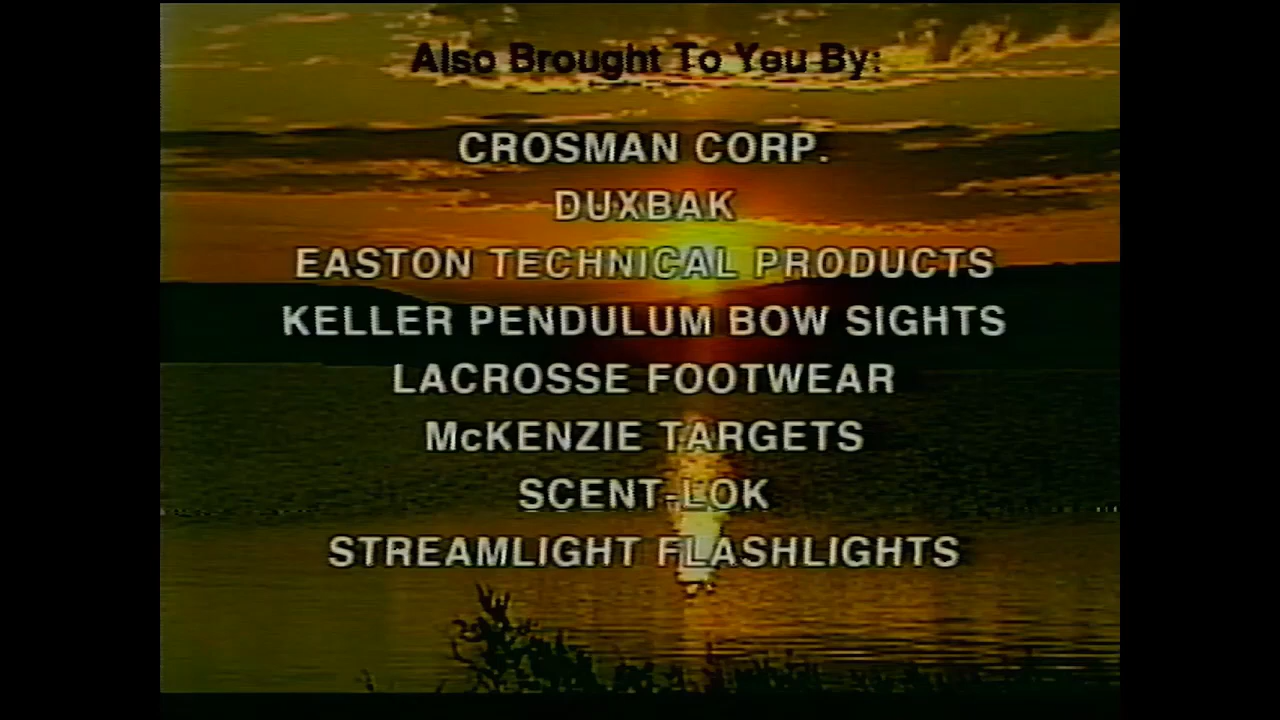 Also Brought To You By:
CROSMAN CORP.
DUXBAK
EASTON TECHNICAL PRODUCTS
KELLER PENDULUM BOW SIGHTS
LACROSSE FOOTWEAR
McKENZIE TARGETS
SCENT-LOK
STREAMLIGHT FLASHLIGHTS